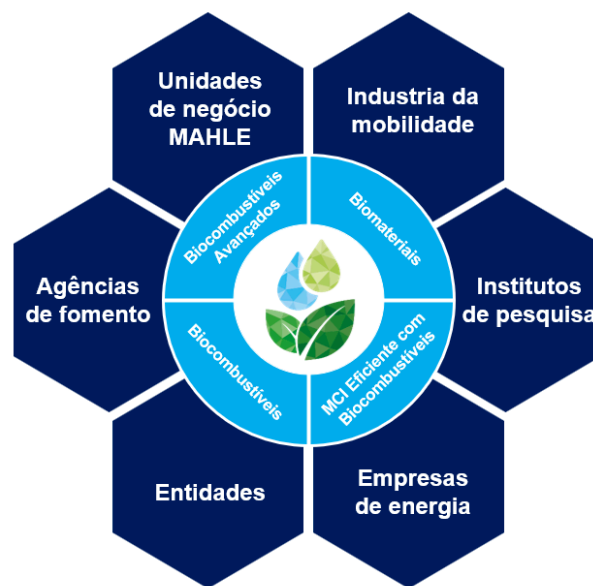 Unidades
de negócio
MAHLE
Industria da
mobilidade
Biocombustíveis
Avançados
Biomateriais
Agências
de fomento
Institutos
de pesquisa
Biocombustíveis
MCI Eficiente com
Biocombustíveis
Entidades
Empresas
de energia